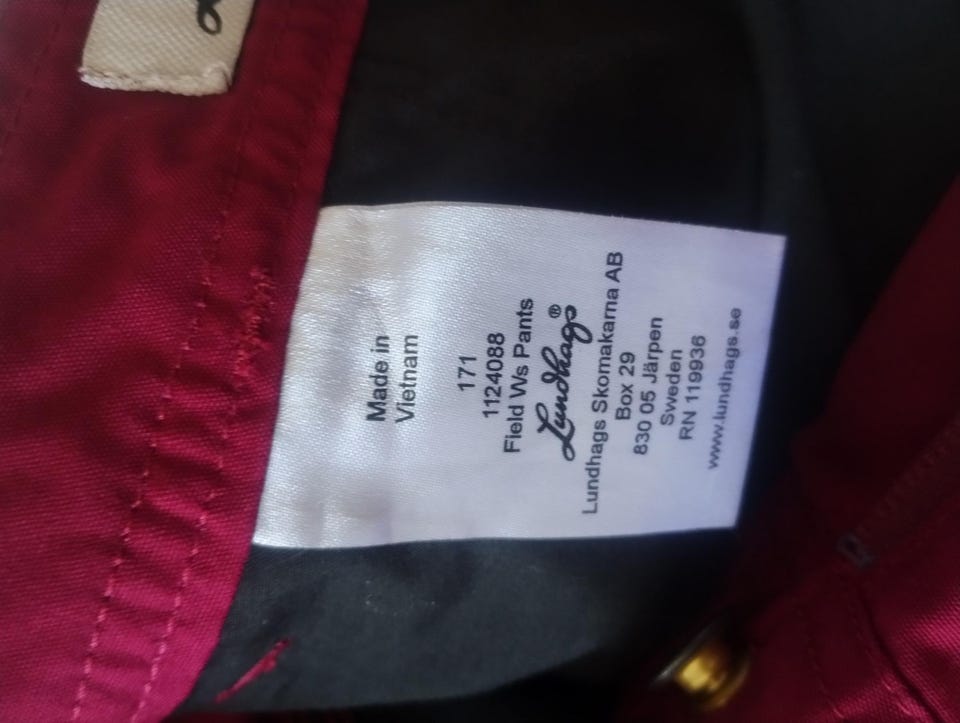 Made in
Vietnam
171
1124088
Field Ws Pants
Lundhags®
Lundhags Skomakarna AB
Box 29
830 05 Järpen
Sweden
RN 119936
www.lundhags.se